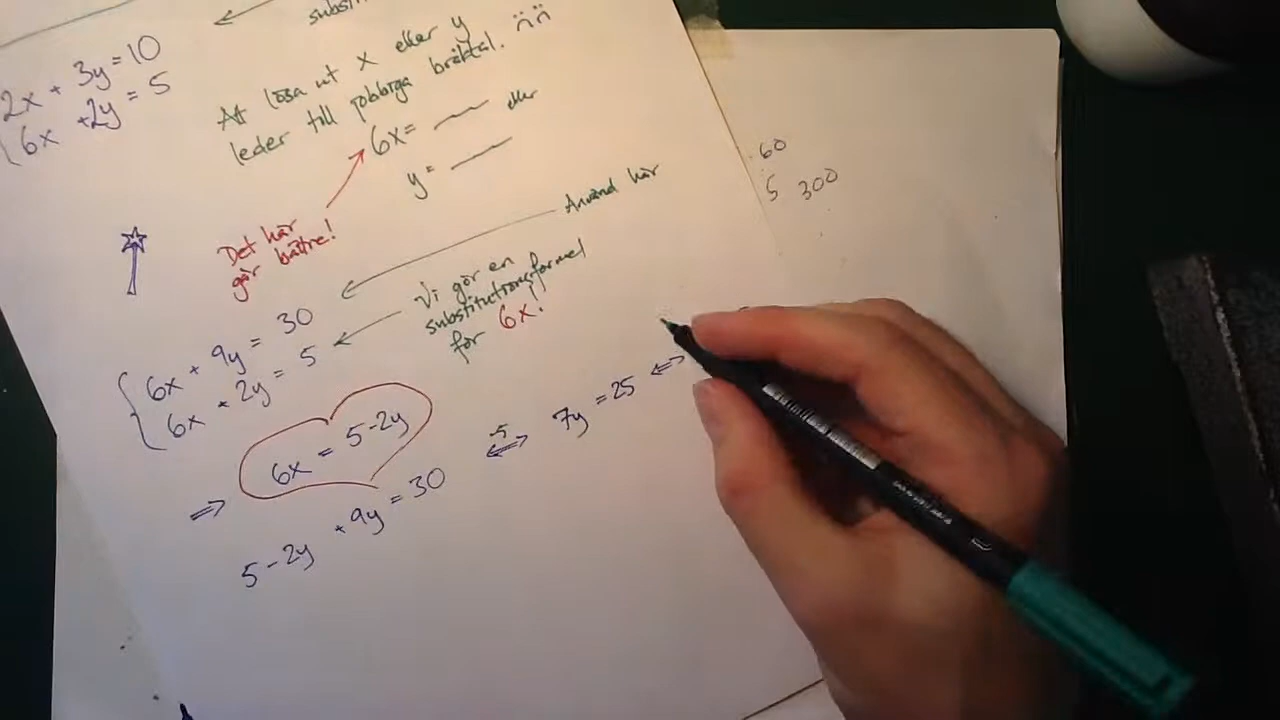 substi
2x + 3y = 10
6x + 2y = 5
Att lösa ut x eller y
leder till jobbiga bråktal.
6x = eller
y =
60
5 300
Det här
gör bättre!
Använd här
Vi gör en
substitutionsformel
för 6x!
6x + 9y = 30
6x + 2y = 5
⇒ 6x = 5-2y
5-2y + 9y = 30 ⇔ -5 7y = 25 ⇔